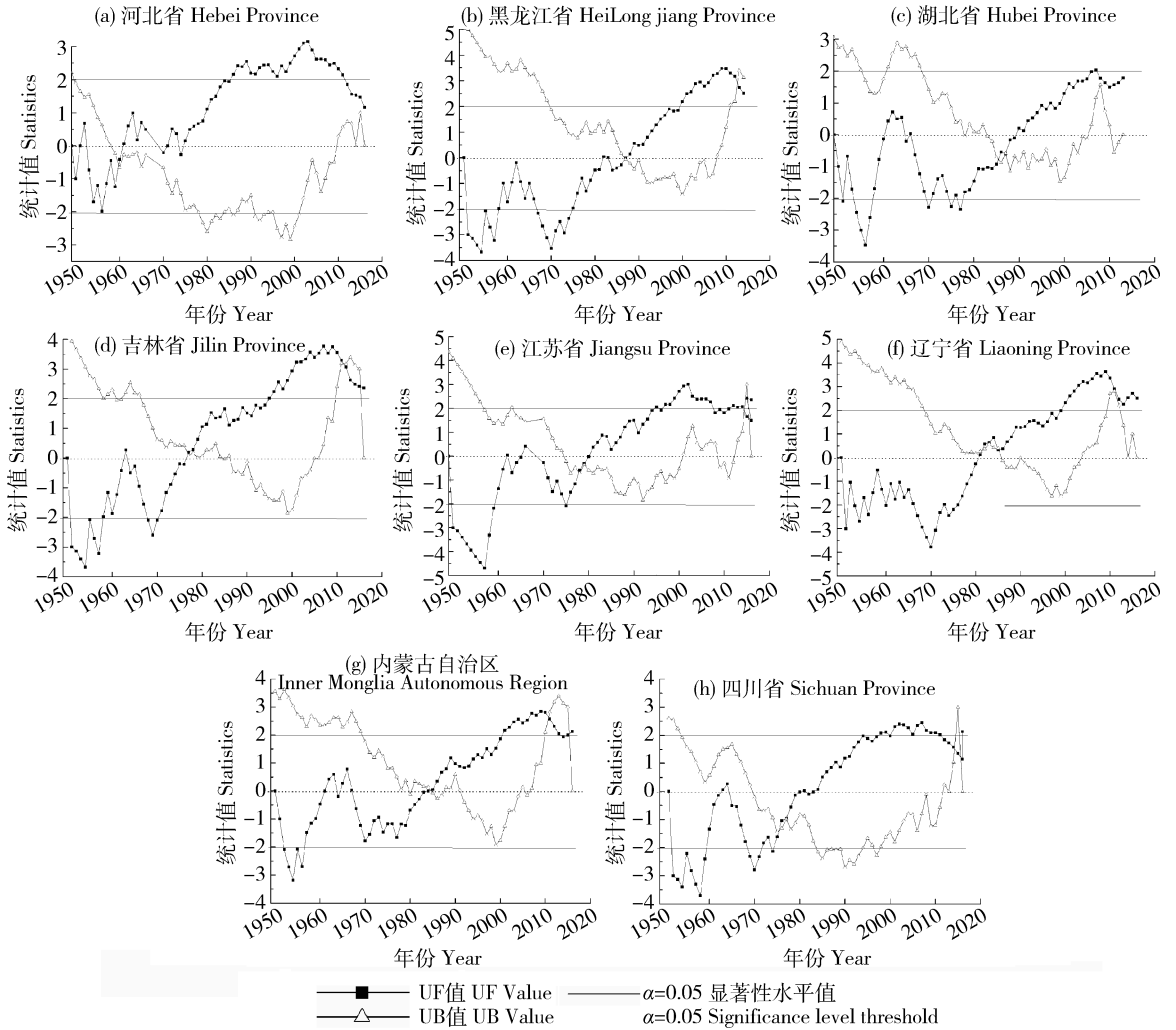 (a) 河北省 Hebei Province
统计值 Statistics
3
2
1
0
−1
−2
−3
1950 1960 1970 1980 1990 2000 2010 2020
年份 Year
(b) 黑龙江省 HeiLong jiang Province
统计值 Statistics
5
4
3
2
1
0
−1
−2
−3
−4
1950 1960 1970 1980 1990 2000 2010 2020
年份 Year
(c) 湖北省 Hubei Province
统计值 Statistics
3
2
1
0
−1
−2
−3
−4
1950 1960 1970 1980 1990 2000 2010 2020
年份 Year
(d) 吉林省 Jilin Province
统计值 Statistics
4
3
2
1
0
−1
−2
−3
−4
1950 1960 1970 1980 1990 2000 2010 2020
年份 Year
(e) 江苏省 Jiangsu Province
统计值 Statistics
5
4
3
2
1
0
−1
−2
−3
−4
−5
1950 1960 1970 1980 1990 2000 2010 2020
年份 Year
(f) 辽宁省 Liaoning Province
统计值 Statistics
5
4
3
2
1
0
−1
−2
−3
−4
−5
1950 1960 1970 1980 1990 2000 2010 2020
年份 Year
(g) 内蒙古自治区
Inner Monglia Autonomous Region
统计值 Statistics
4
3
2
1
0
−1
−2
−3
−4
1950 1960 1970 1980 1990 2000 2010 2020
年份 Year
(h) 四川省 Sichuan Province
统计值 Statistics
4
3
2
1
0
−1
−2
−3
−4
1950 1960 1970 1980 1990 2000 2010 2020
年份 Year
UF值 UF Value
α=0.05 显著性水平值
UB值 UB Value
α=0.05 Significance level threshold